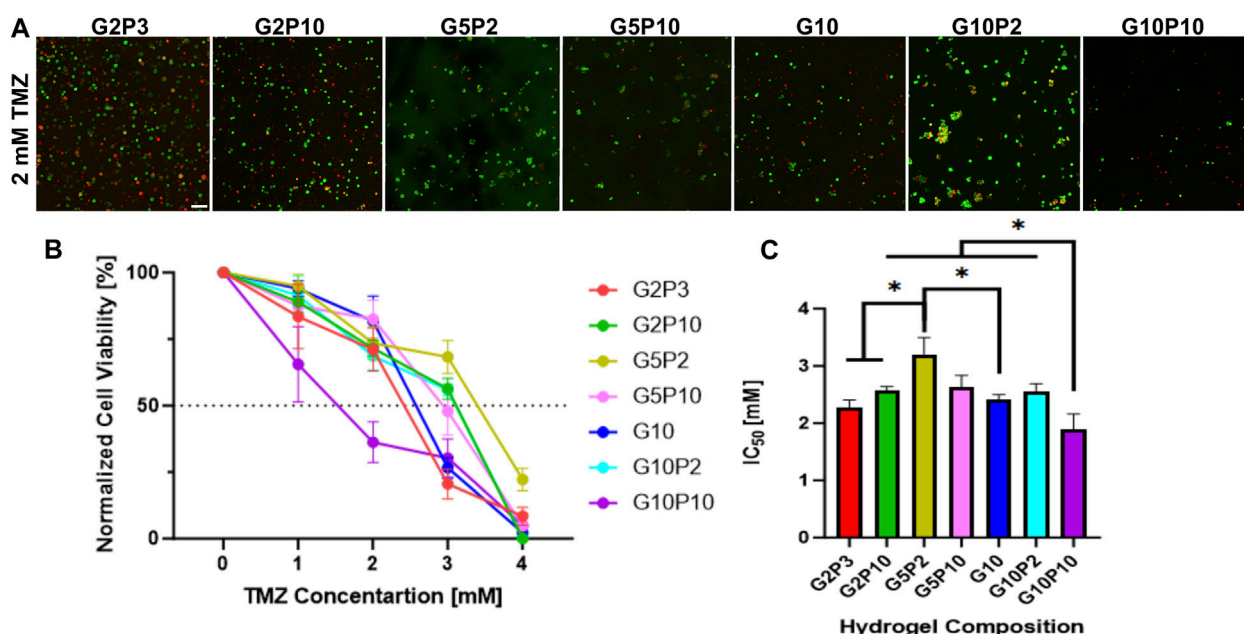 A
G2P3 G2P10 G5P2 G5P10 G10 G10P2 G10P10
2 mM TMZ
B
Normalized Cell Viability [%]
100
50
0
0 1 2 3 4
TMZ Concentartion [mM]
G2P3
G2P10
G5P2
G5P10
G10
G10P2
G10P10
C
*
* *
IC50 [mM]
4
3
2
1
0
G2P3 G2P10 G5P2 G5P10 G10 G10P2 G10P10
Hydrogel Composition